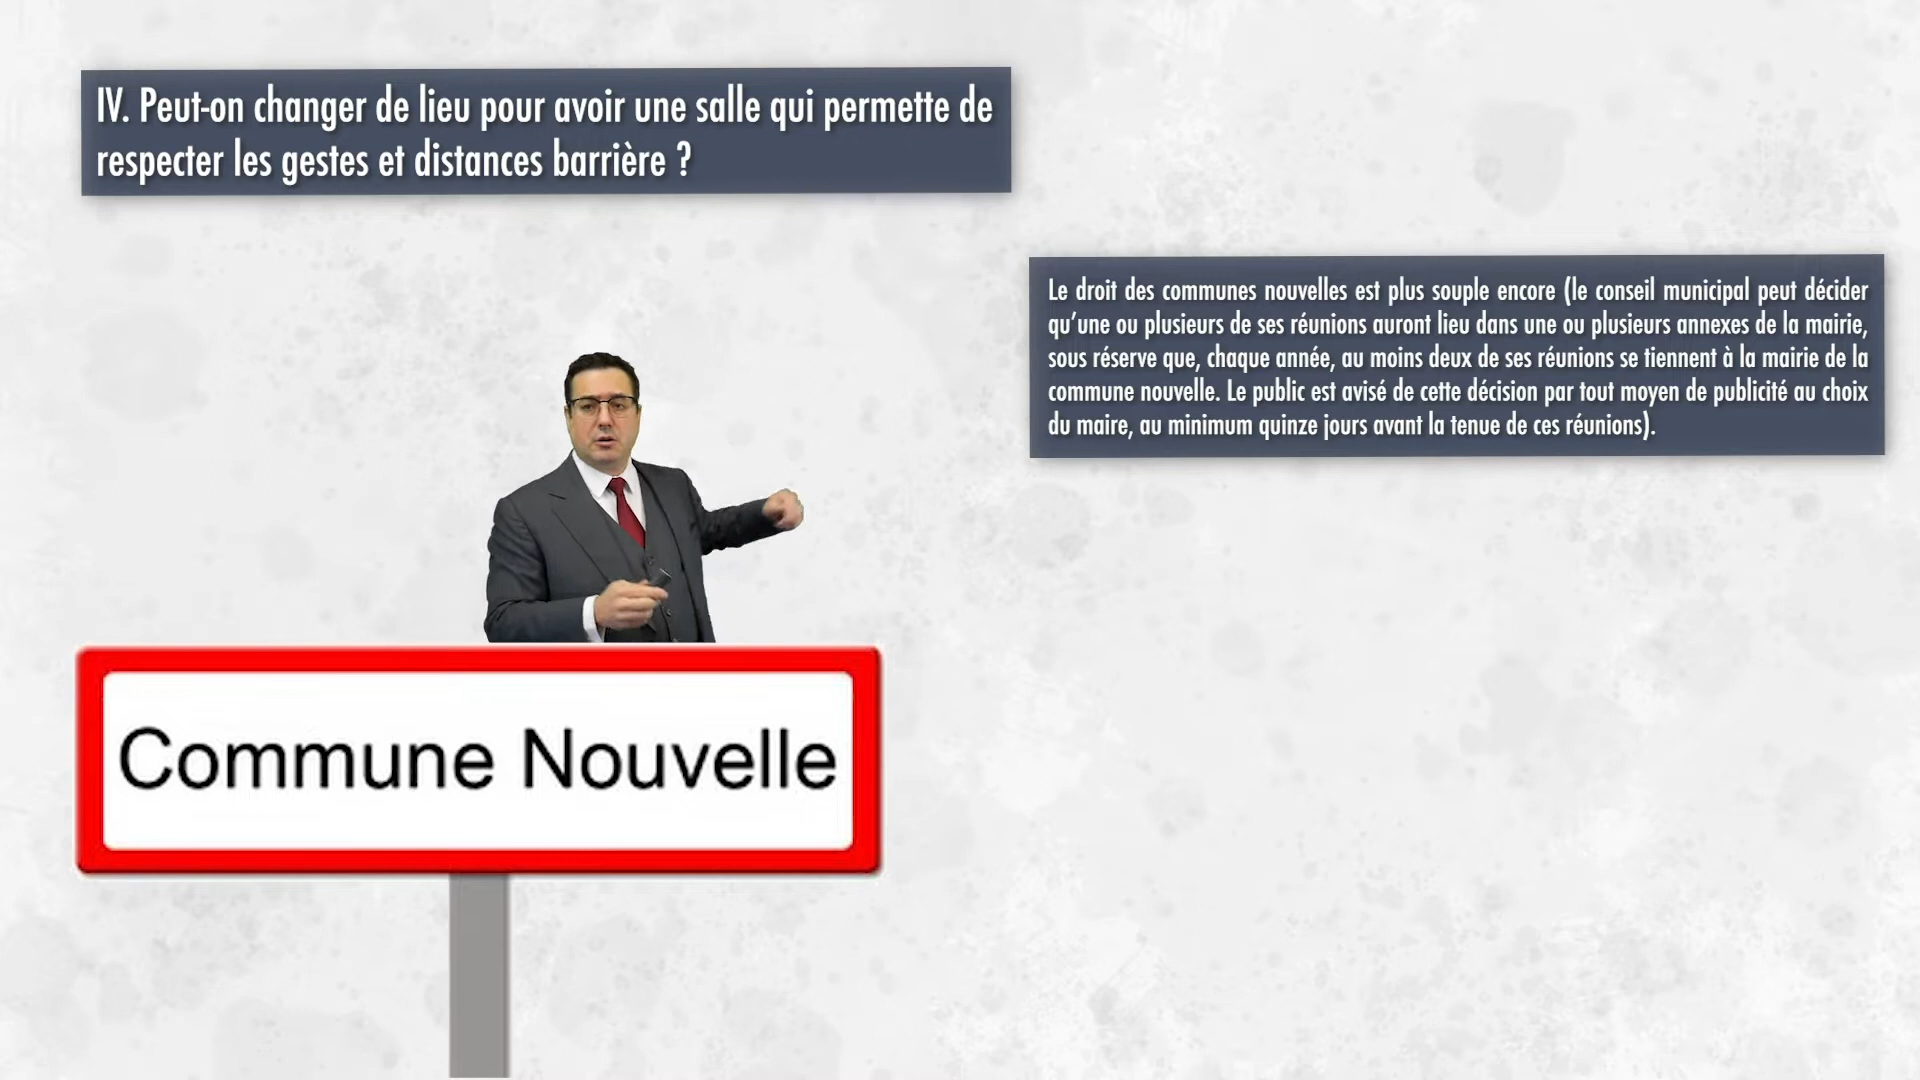 IV. Peut-on changer de lieu pour avoir une salle qui permette de
respecter les gestes et distances barrière ?
Le droit des communes nouvelles est plus souple encore (le conseil municipal peut décider
qu’une ou plusieurs de ses réunions auront lieu dans une ou plusieurs annexes de la mairie,
sous réserve que, chaque année, au moins deux de ses réunions se tiennent à la mairie de la
commune nouvelle. Le public est avisé de cette décision par tout moyen de publicité au choix
du maire, au minimum quinze jours avant la tenue de ces réunions).
Commune Nouvelle